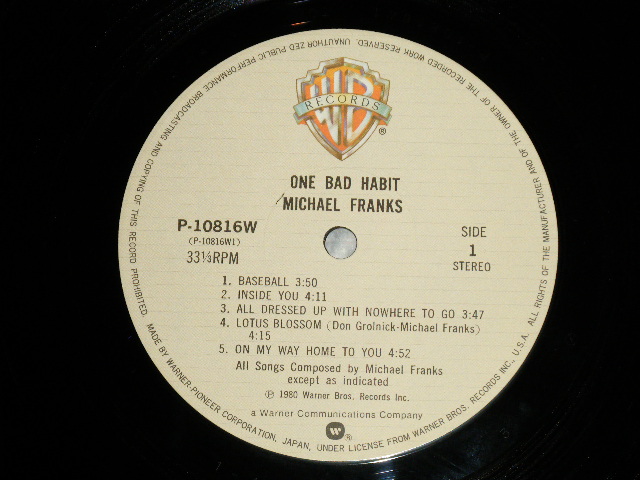 RECORDS
®
ONE BAD HABIT
MICHAEL FRANKS
P-10816W
(P-10816W1)
33⅓RPM
SIDE
1
STEREO
1. BASEBALL 3:50
2. INSIDE YOU 4:11
3. ALL DRESSED UP WITH NOWHERE TO GO 3:47
4. LOTUS BLOSSOM (Don Grolnick-Michael Franks)
4:15
5. ON MY WAY HOME TO YOU 4:52
All Songs Composed by Michael Franks
except as indicated
Ⓟ 1980 Warner Bros. Records Inc.
a Warner Communications Company
®
MADE BY WARNER-PIONEER CORPORATION, JAPAN, UNDER LICENSE FROM WARNER BROS. RECORDS INC., U.S.A. ALL RIGHTS OF THE MANUFACTURER AND OF THE OWNER OF THE RECORDED WORK RESERVED. UNAUTHORIZED PUBLIC PERFORMANCE BROADCASTING AND COPYING OF THIS RECORD PROHIBITED.